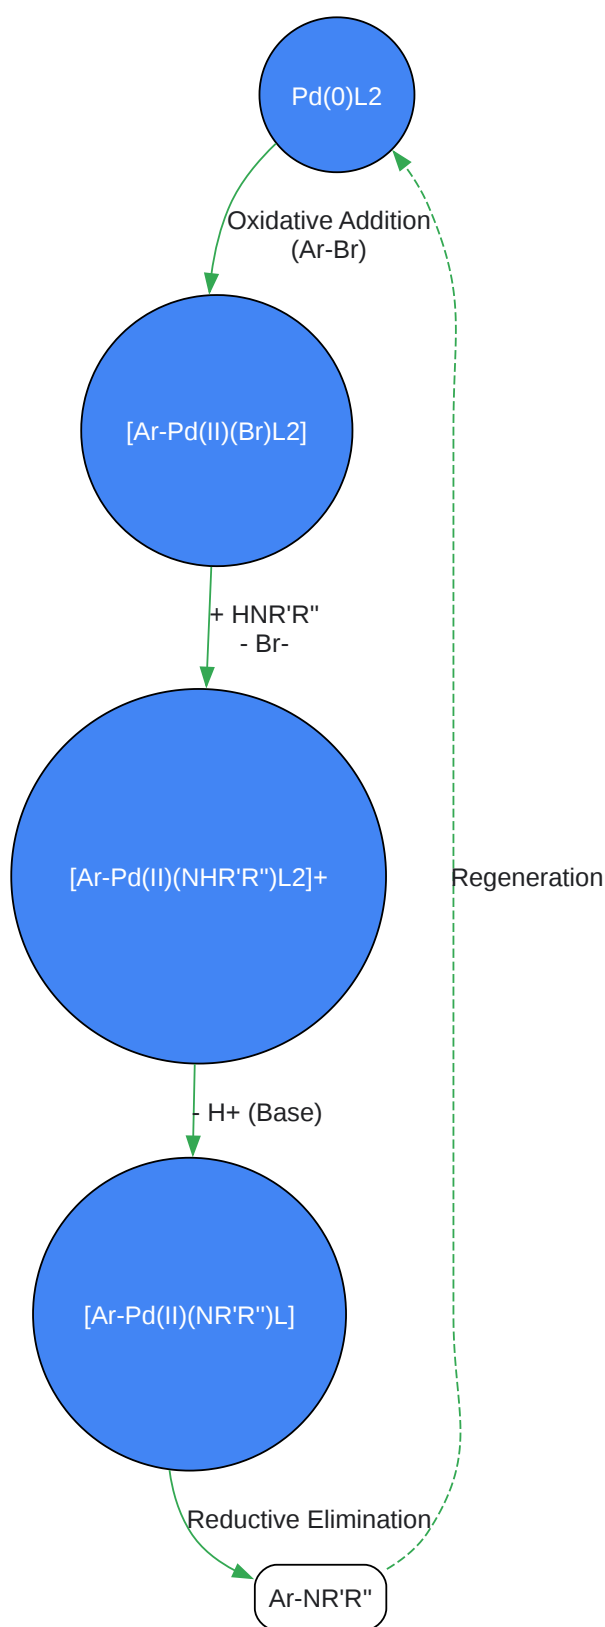 Pd(0)L2
Oxidative Addition
(Ar-Br)
[Ar-Pd(II)(Br)L2]
+ HNR'R"
- Br-
[Ar-Pd(II)(NHR'R")L2]+
Regeneration
- H+ (Base)
[Ar-Pd(II)(NR'R")L]
Reductive Elimination
Ar-NR'R"